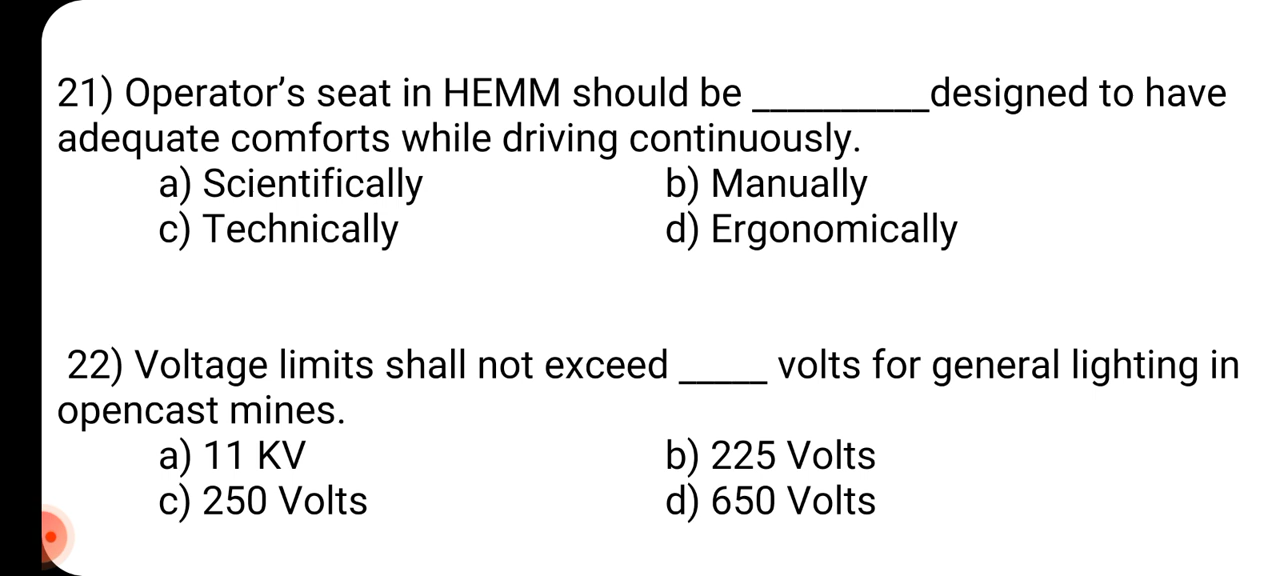 21) Operator’s seat in HEMM should be _________designed to have
adequate comforts while driving continuously.
a) Scientifically b) Manually
c) Technically d) Ergonomically
22) Voltage limits shall not exceed _____ volts for general lighting in
opencast mines.
a) 11 KV b) 225 Volts
c) 250 Volts d) 650 Volts